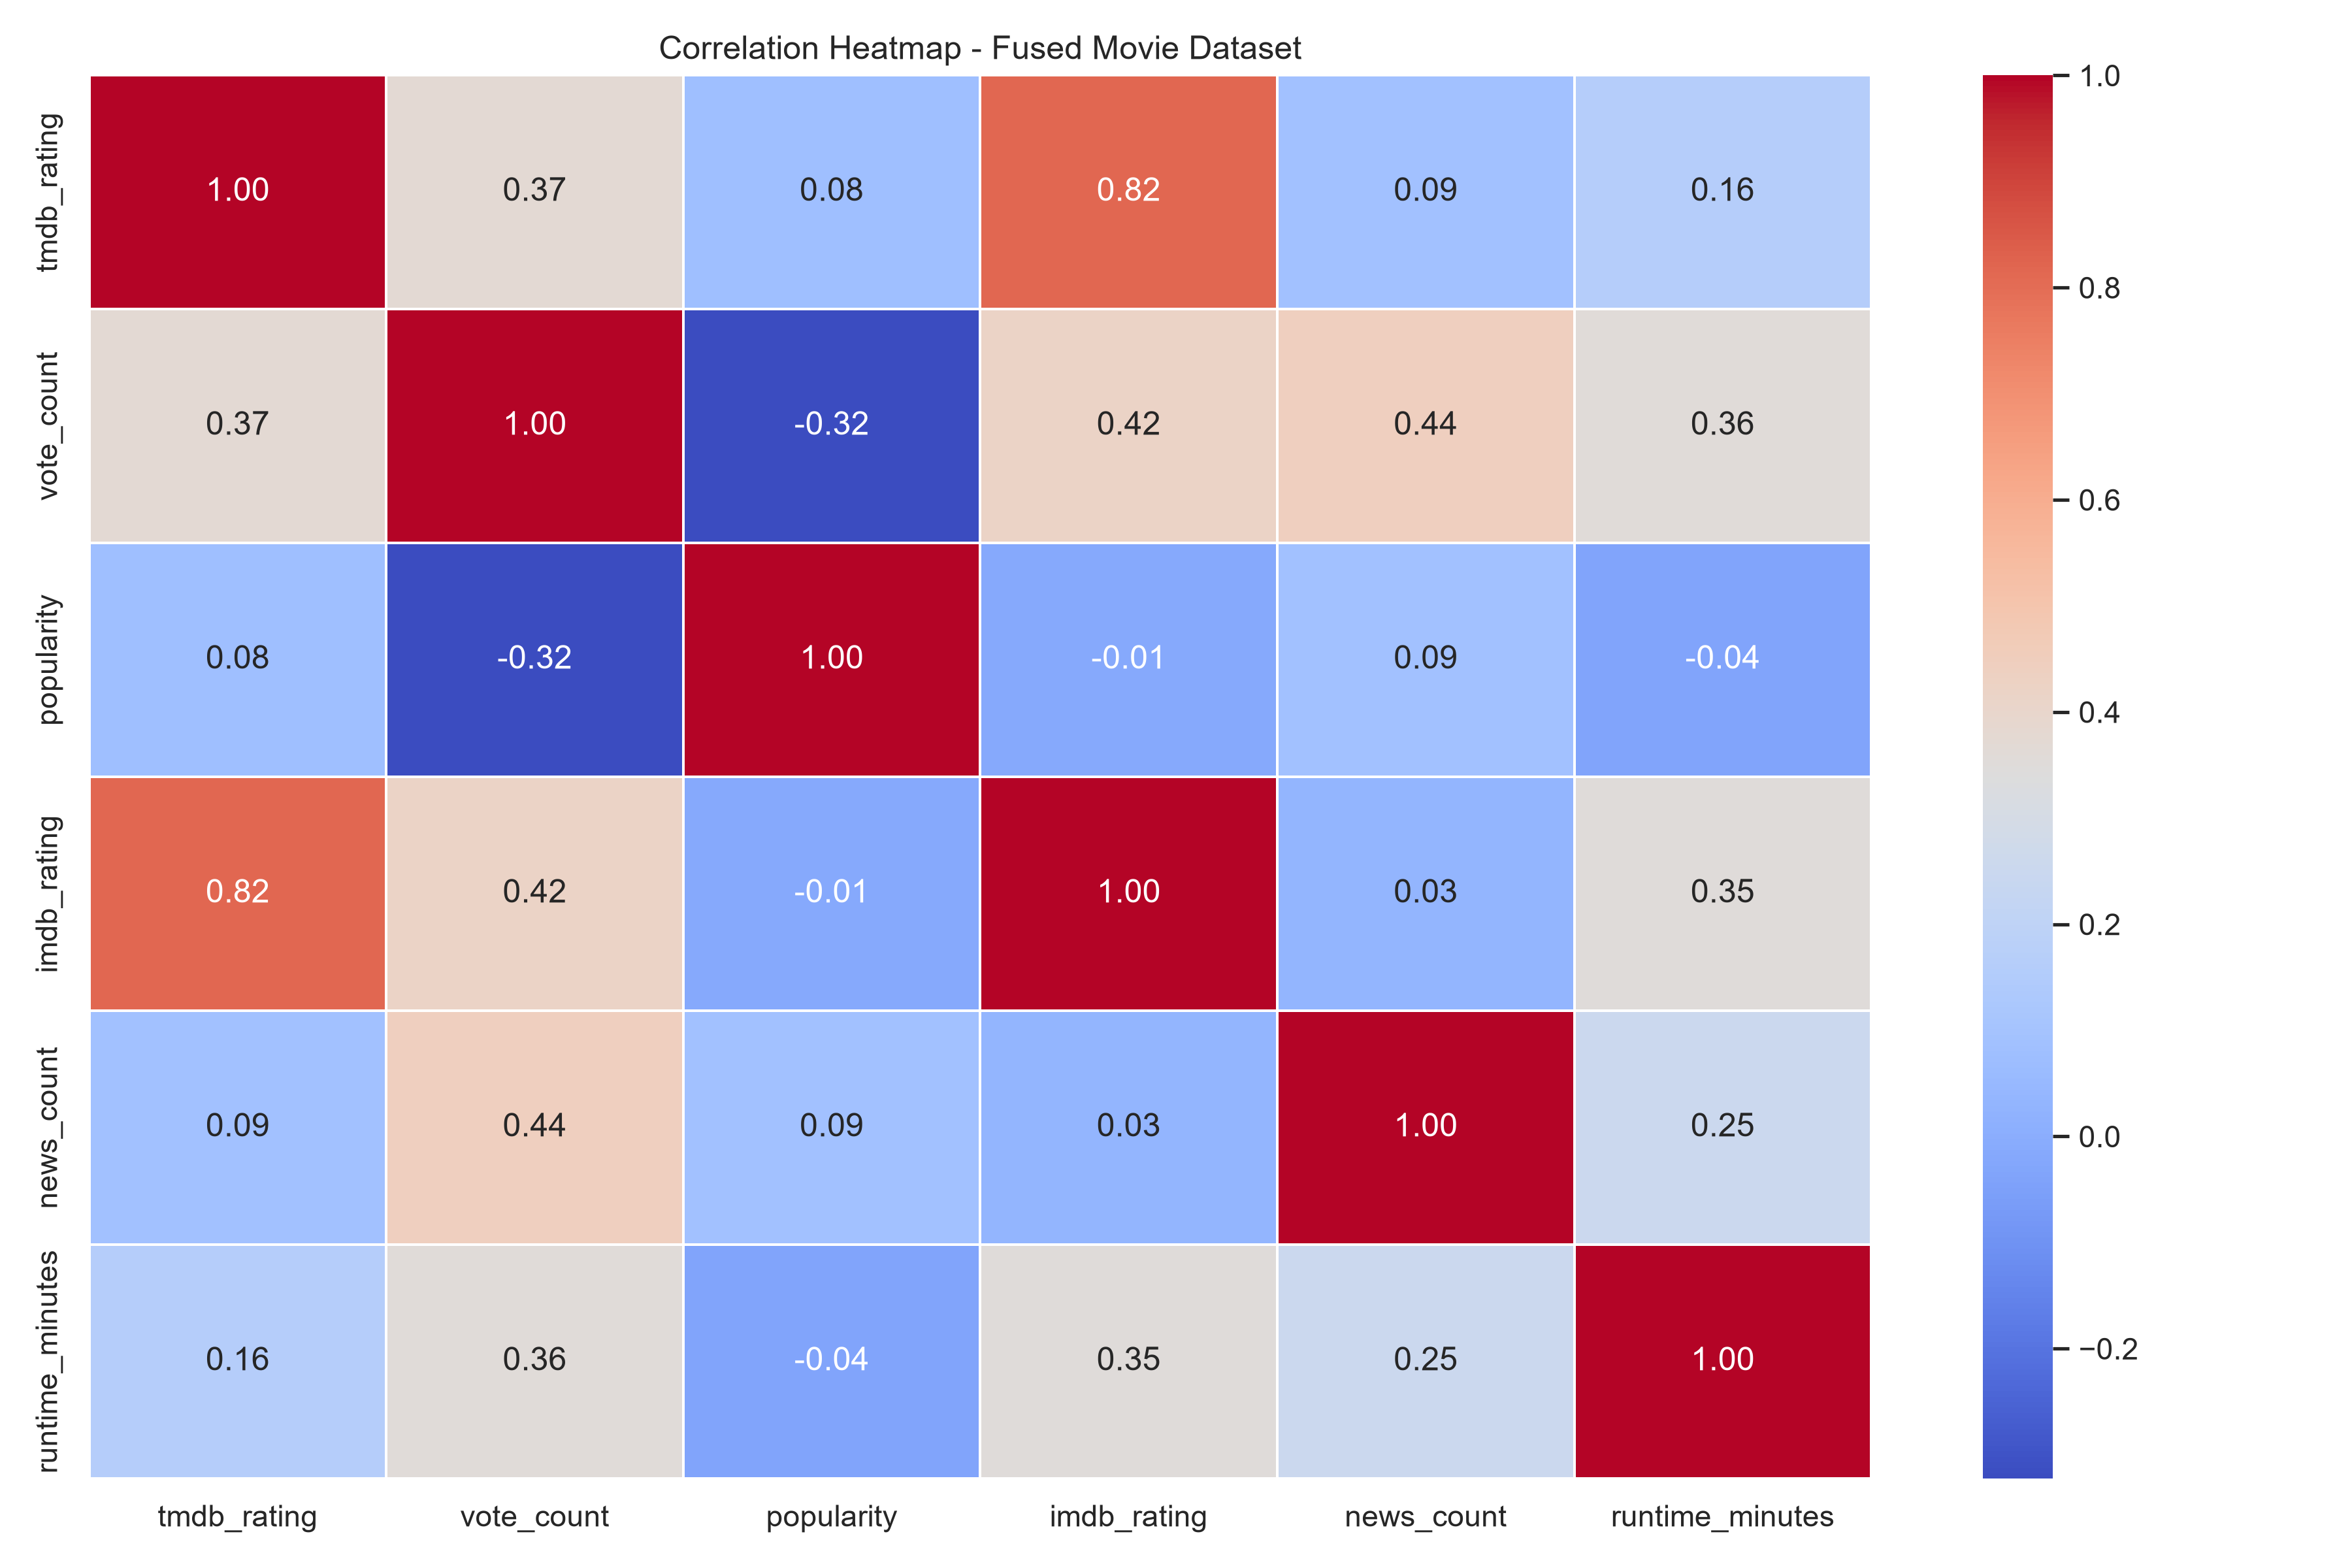 Correlation Heatmap - Fused Movie Dataset
tmdb_rating 1.00 0.37 0.08 0.82 0.09 0.16
vote_count 0.37 1.00 -0.32 0.42 0.44 0.36
popularity 0.08 -0.32 1.00 -0.01 0.09 -0.04
imdb_rating 0.82 0.42 -0.01 1.00 0.03 0.35
news_count 0.09 0.44 0.09 0.03 1.00 0.25
runtime_minutes 0.16 0.36 -0.04 0.35 0.25 1.00
tmdb_rating vote_count popularity imdb_rating news_count runtime_minutes
1.0
0.8
0.6
0.4
0.2
0.0
−0.2